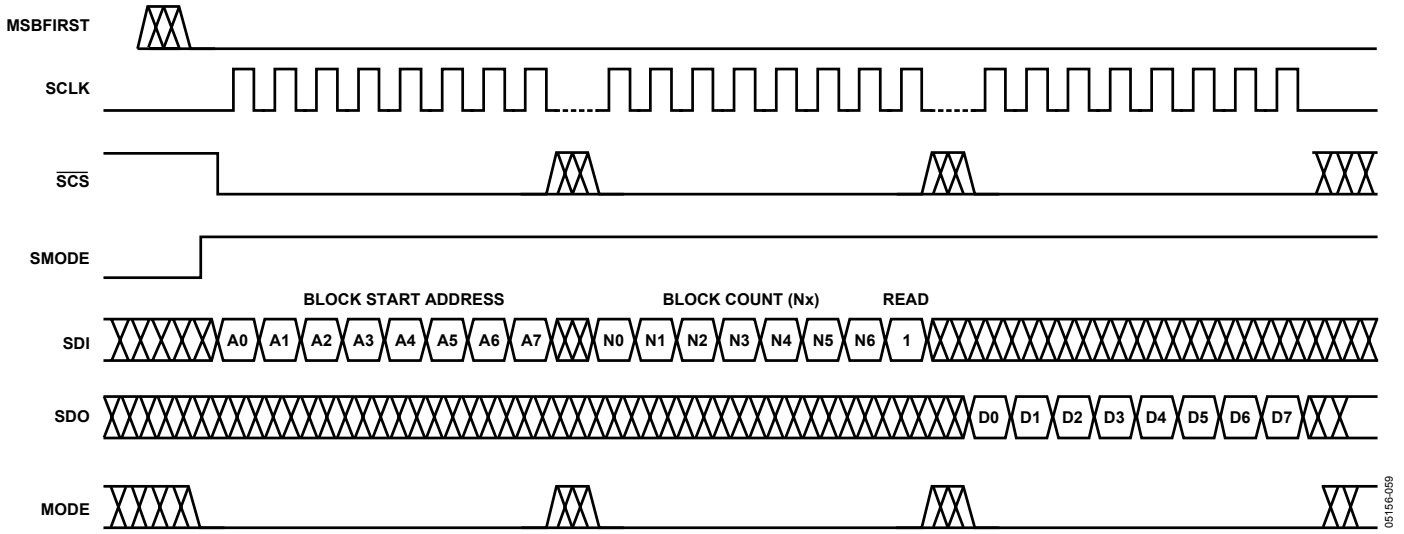 MSBFIRST
SCLK
SCS
SMODE
BLOCK START ADDRESS BLOCK COUNT (Nx) READ
SDI A0 A1 A2 A3 A4 A5 A6 A7 N0 N1 N2 N3 N4 N5 N6 1
SDO D0 D1 D2 D3 D4 D5 D6 D7
MODE
05156-059